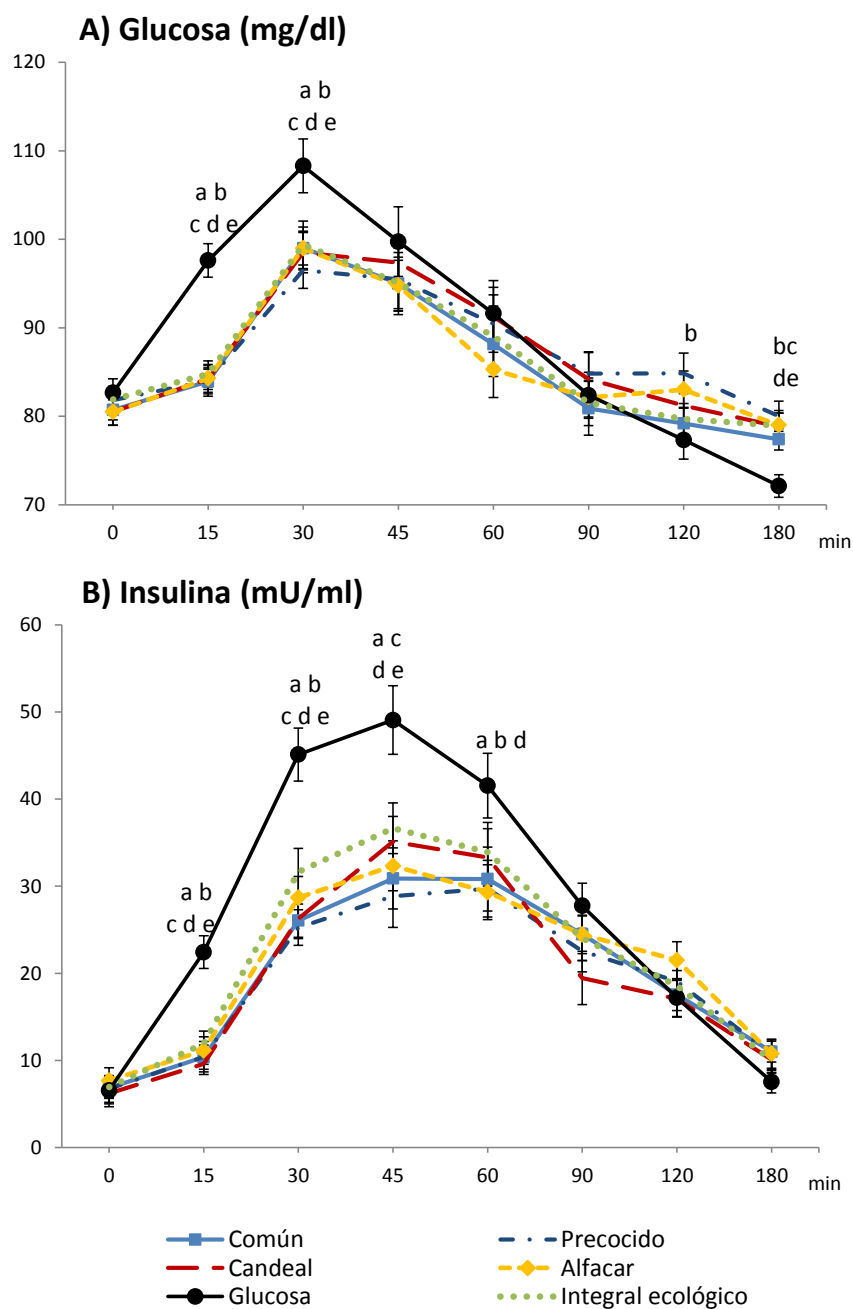 A) Glucosa (mg/dl)
120
110
100
90
80
70
a b
c d e
a b
c d e
b
bc
de
0 15 30 45 60 90 120 180 min
B) Insulina (mU/ml)
60
50
40
30
20
10
0
a b
c d e
a b
c d e
a c
d e
a b d
0 15 30 45 60 90 120 180 min
Común Precocido
Candeal Alfacar
Glucosa Integral ecológico